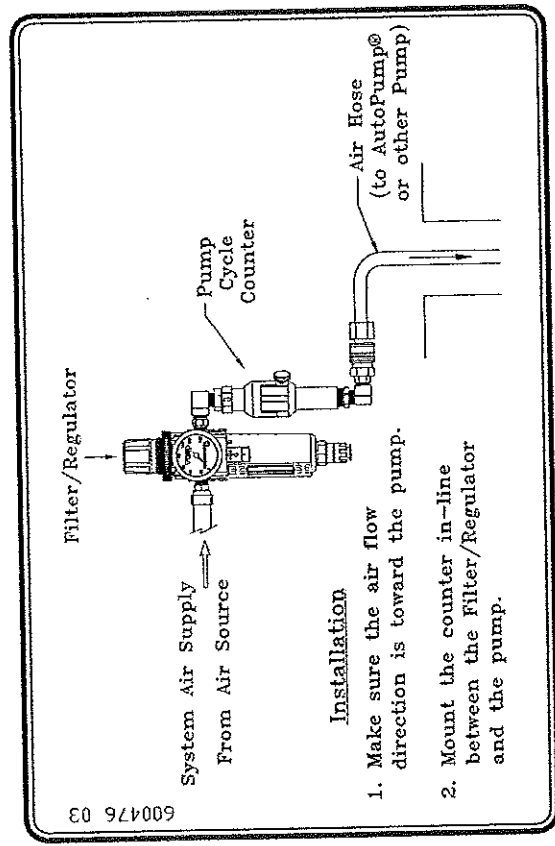 Filter/Regulator
System Air Supply
From Air Source
Pump
Cycle
Counter
Air Hose
(to AutoPump®
or other Pump)
Installation
1. Make sure the air flow
direction is toward the pump.
2. Mount the counter in-line
between the Filter/Regulator
and the pump.
600476 03